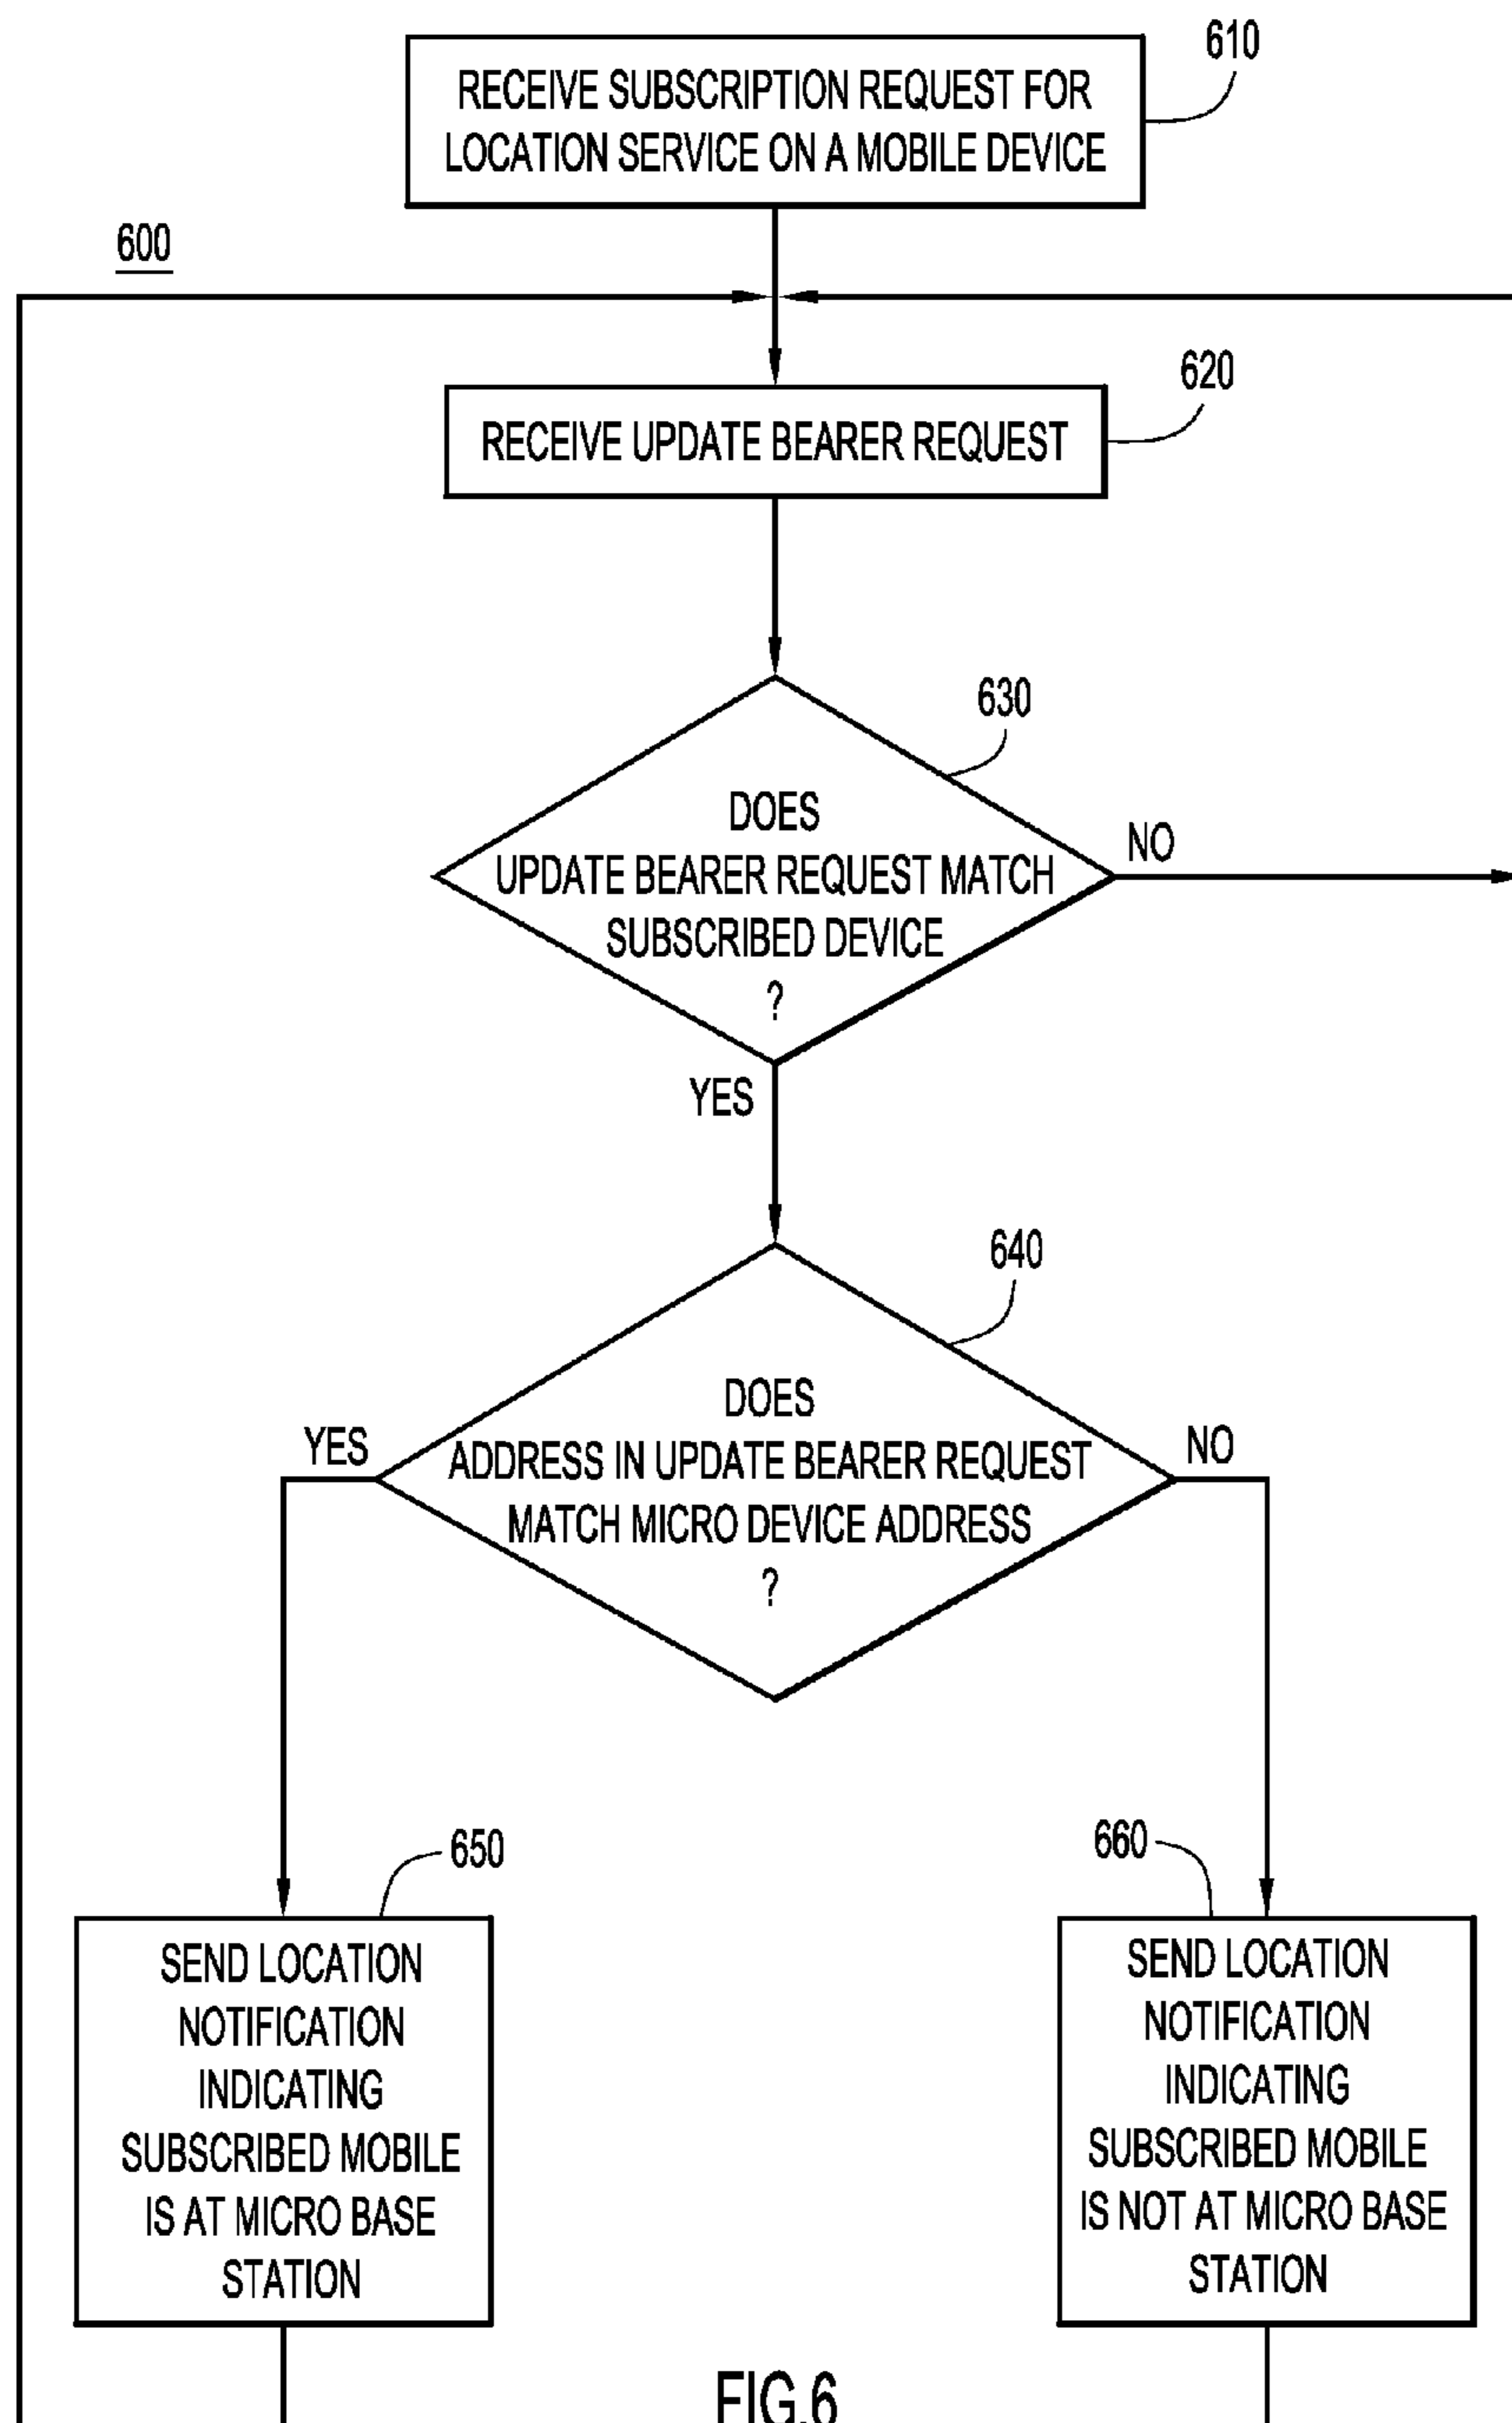 610
RECEIVE SUBSCRIPTION REQUEST FOR
LOCATION SERVICE ON A MOBILE DEVICE
600
620
RECEIVE UPDATE BEARER REQUEST
630
DOES
UPDATE BEARER REQUEST MATCH
SUBSCRIBED DEVICE
?
NO
YES
640
DOES
ADDRESS IN UPDATE BEARER REQUEST
MATCH MICRO DEVICE ADDRESS
?
YES
NO
650
SEND LOCATION
NOTIFICATION
INDICATING
SUBSCRIBED MOBILE
IS AT MICRO BASE
STATION
660
SEND LOCATION
NOTIFICATION
INDICATING
SUBSCRIBED MOBILE
IS NOT AT MICRO BASE
STATION
FIG.6